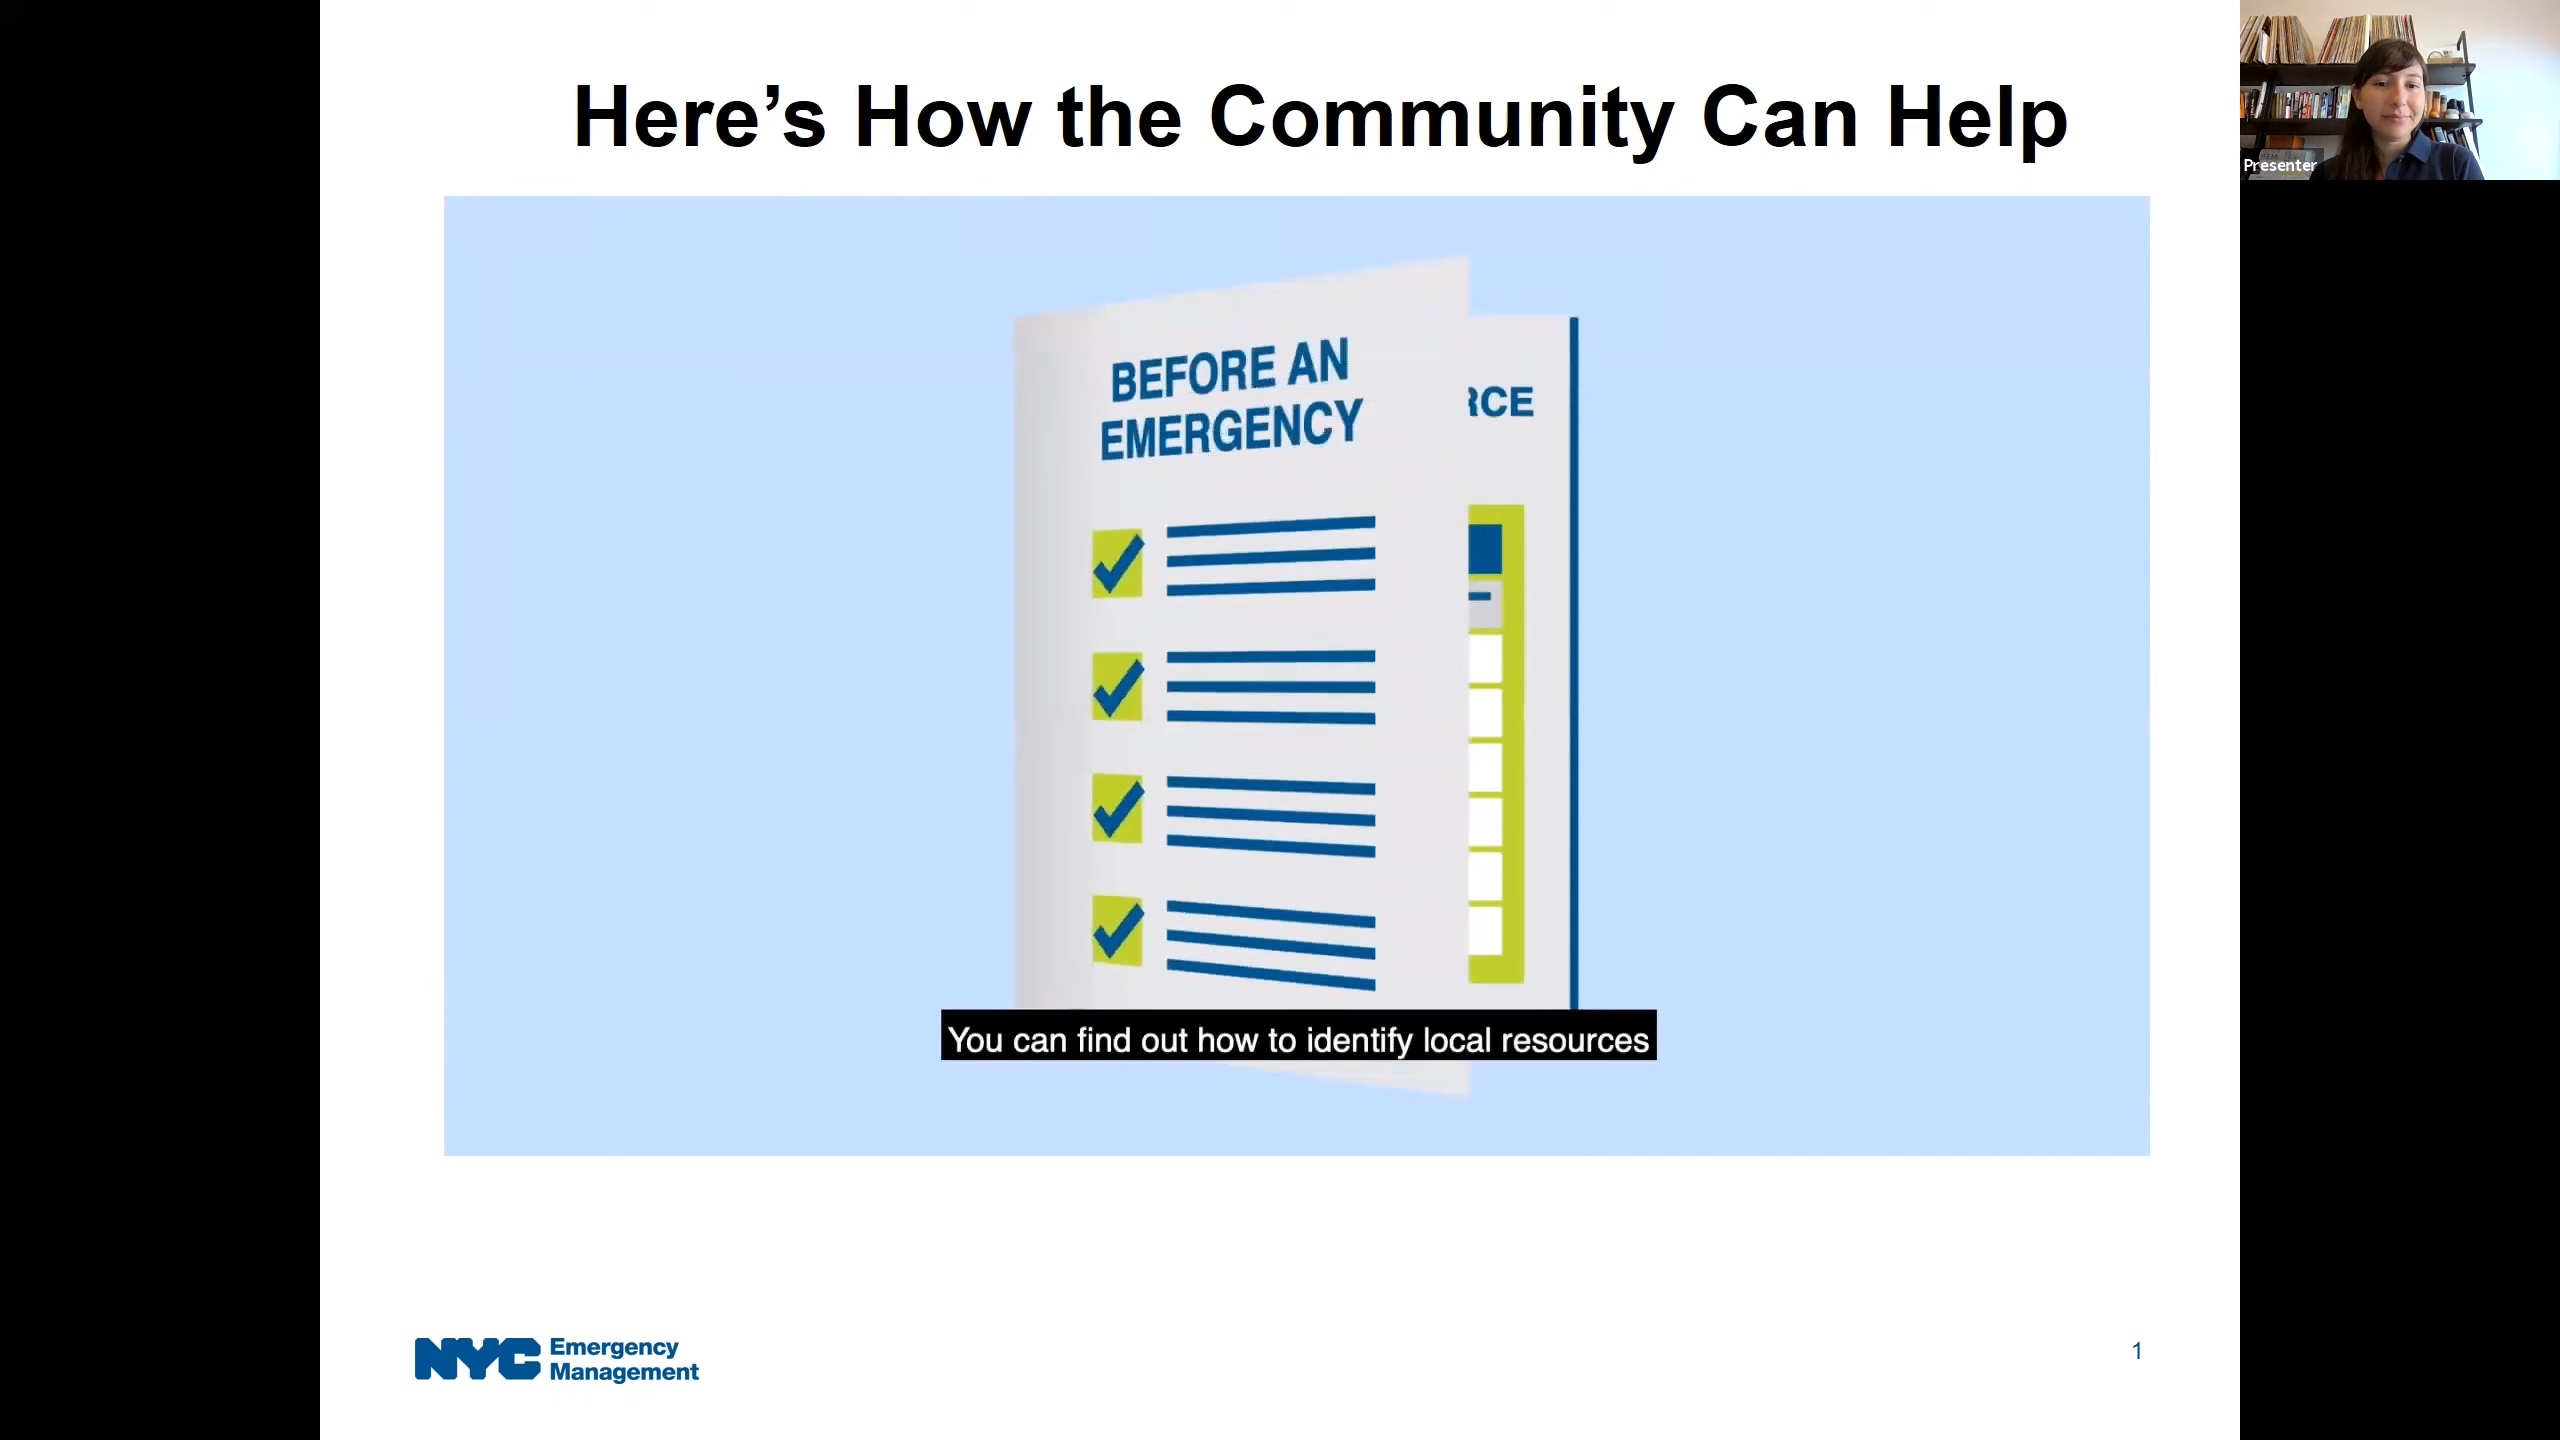 Here’s How the Community Can Help
Presenter
BEFORE AN
EMERGENCY
RCE
You can find out how to identify local resources
NYC Emergency
Management
1